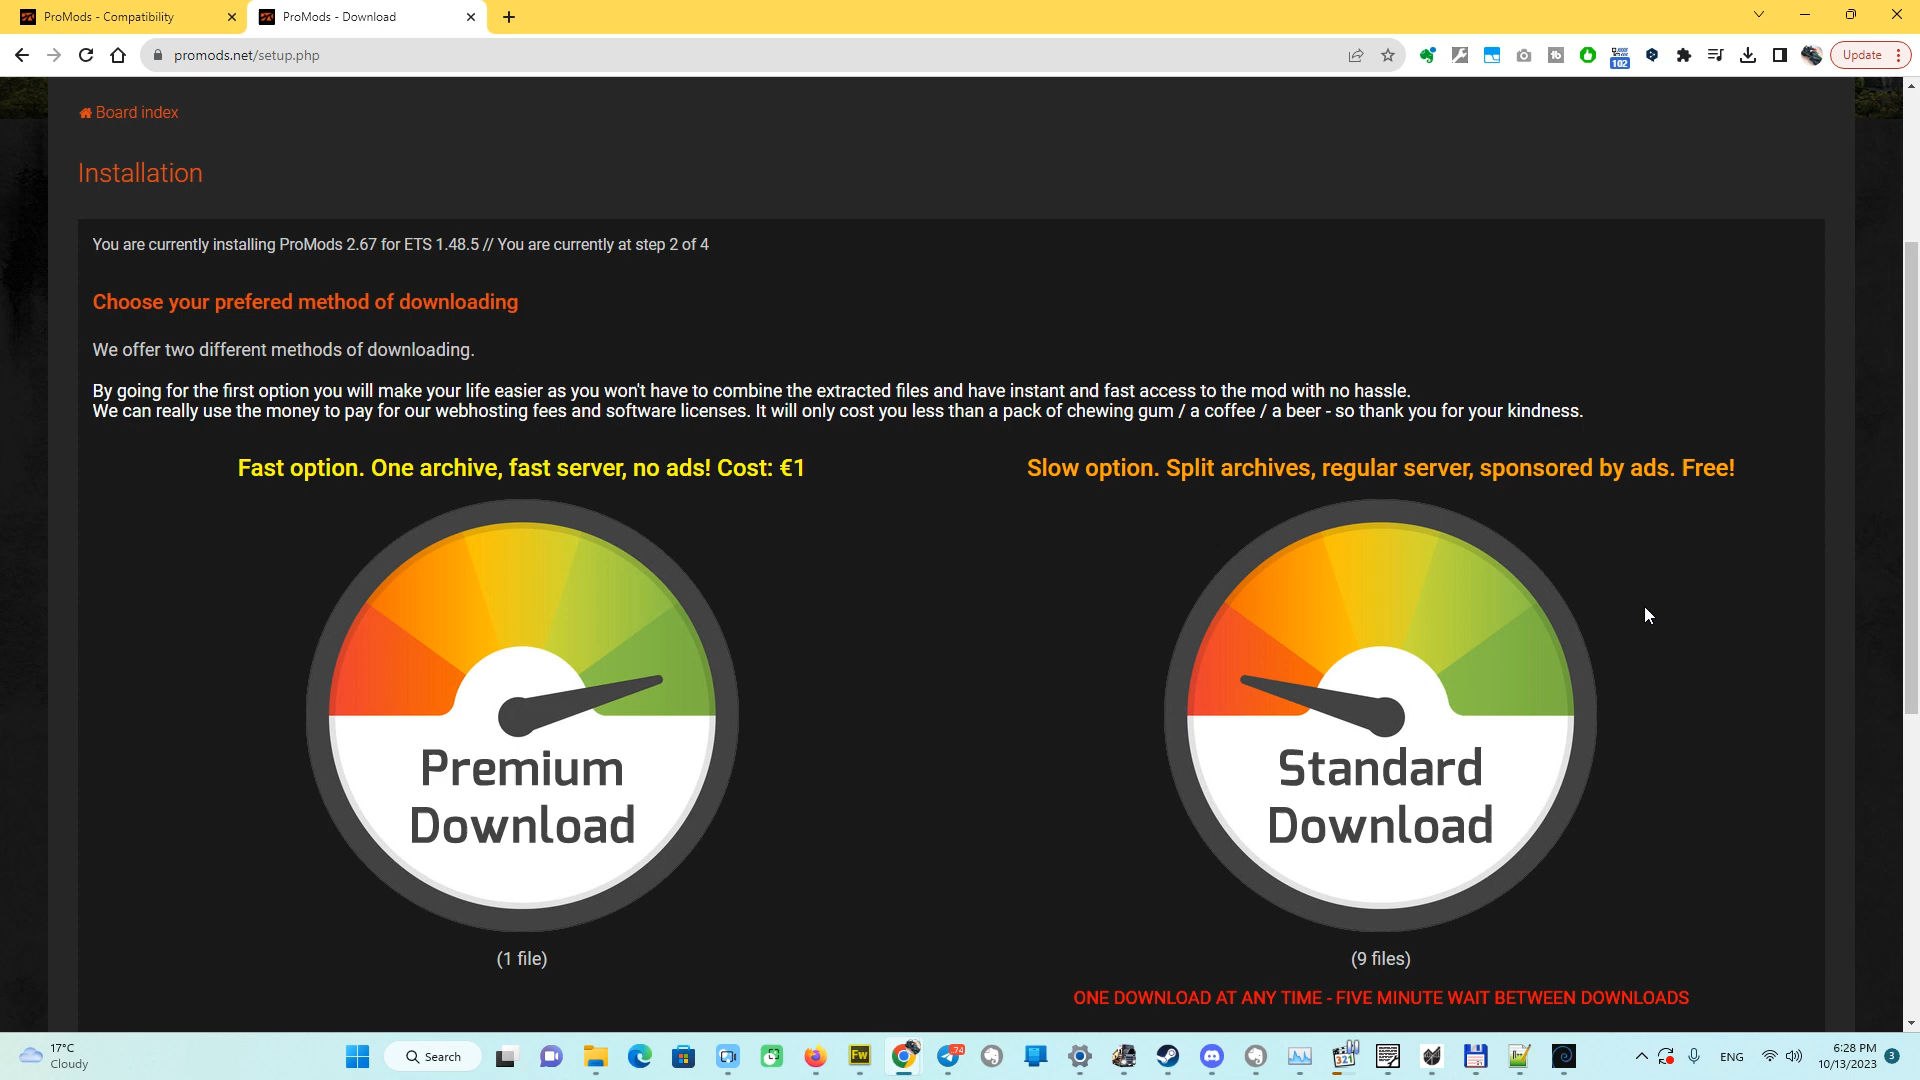 ProMods - Compatibility
ProMods - Download
promods.net/setup.php
102
Update
Board index
Installation
You are currently installing ProMods 2.67 for ETS 1.48.5 // You are currently at step 2 of 4
Choose your prefered method of downloading
We offer two different methods of downloading.
By going for the first option you will make your life easier as you won't have to combine the extracted files and have instant and fast access to the mod with no hassle.
We can really use the money to pay for our webhosting fees and software licenses. It will only cost you less than a pack of chewing gum / a coffee / a beer - so thank you for your kindness.
Fast option. One archive, fast server, no ads! Cost: €1
Slow option. Split archives, regular server, sponsored by ads. Free!
Premium
Download
Standard
Download
(1 file)
(9 files)
ONE DOWNLOAD AT ANY TIME - FIVE MINUTE WAIT BETWEEN DOWNLOADS
17°C
Cloudy
Search
Fw
74
321
ENG
6:28 PM
10/13/2023
3